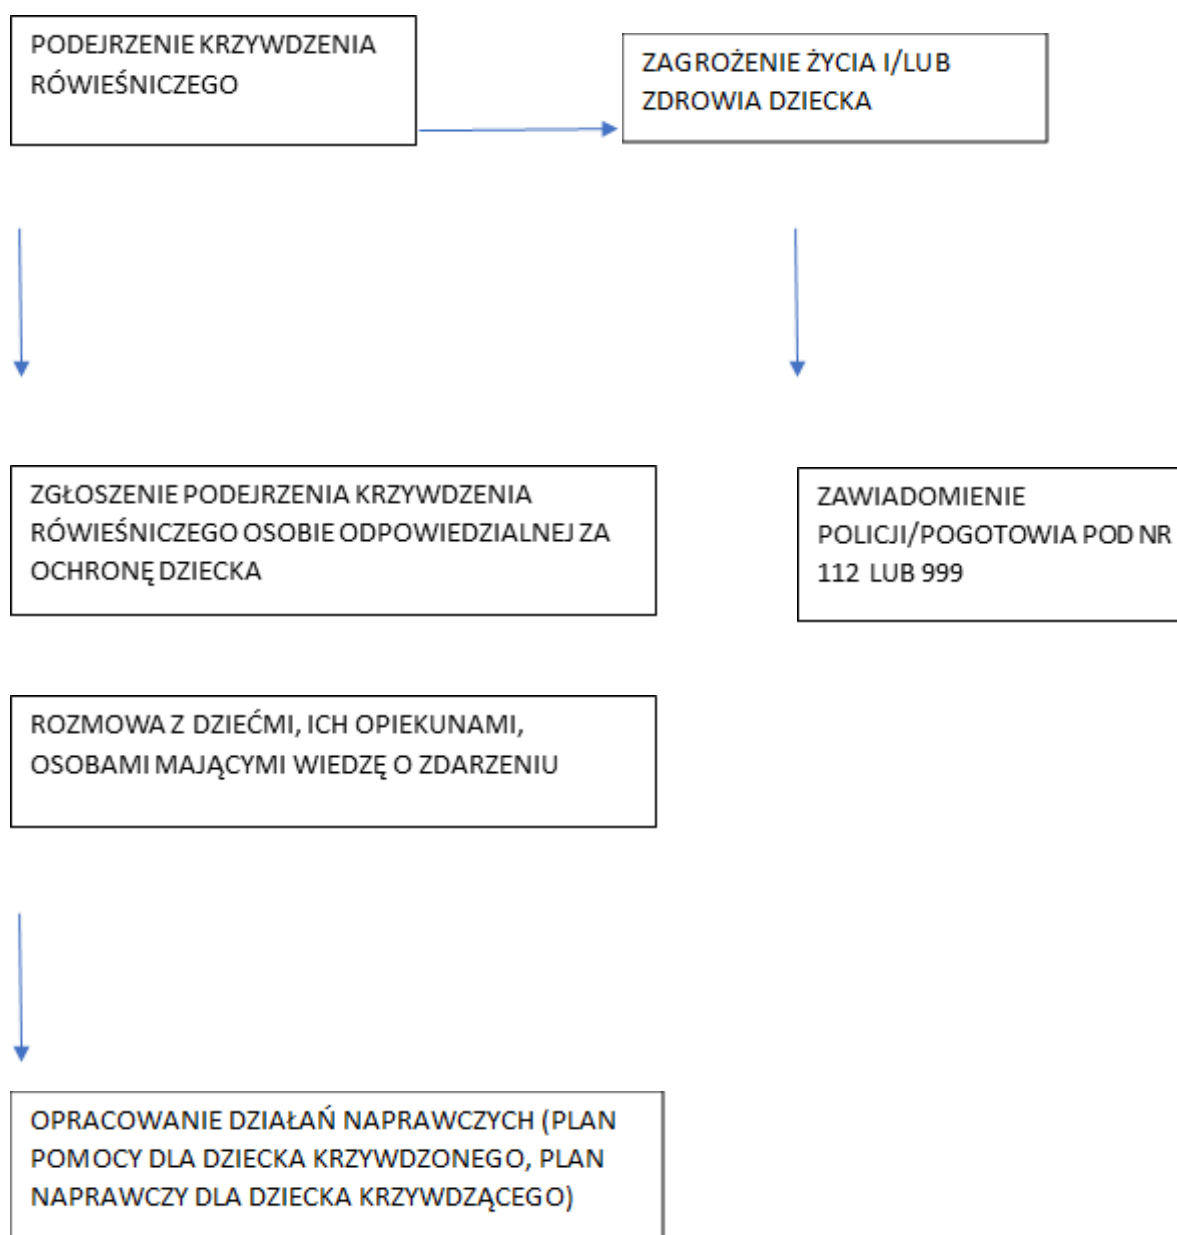 PODEJRZENIE KRZYWDZENIA
RÓWIEŚNICZEGO
ZAGROŻENIE ŻYCIA I/LUB
ZDROWIA DZIECKA
ZGŁOSZENIE PODEJRZENIA KRZYWDZENIA
RÓWIEŚNICZEGO OSOBIE ODPOWIEDZIALNEJ ZA
OCHRONĘ DZIECKA
ZAWIADOMIENIE
POLICJI/POGOTOWIA POD NR
112 LUB 999
ROZMOWA Z DZIEĆMI, ICH OPIEKUNAMI,
OSOBAMI MAJĄCYMI WIEDZĘ O ZDARZENIU
OPRACOWANIE DZIAŁAŃ NAPRAWCZYCH (PLAN
POMOCY DLA DZIECKA KRZYWDZONEGO, PLAN
NAPRAWCZY DLA DZIECKA KRZYWDZĄCEGO)